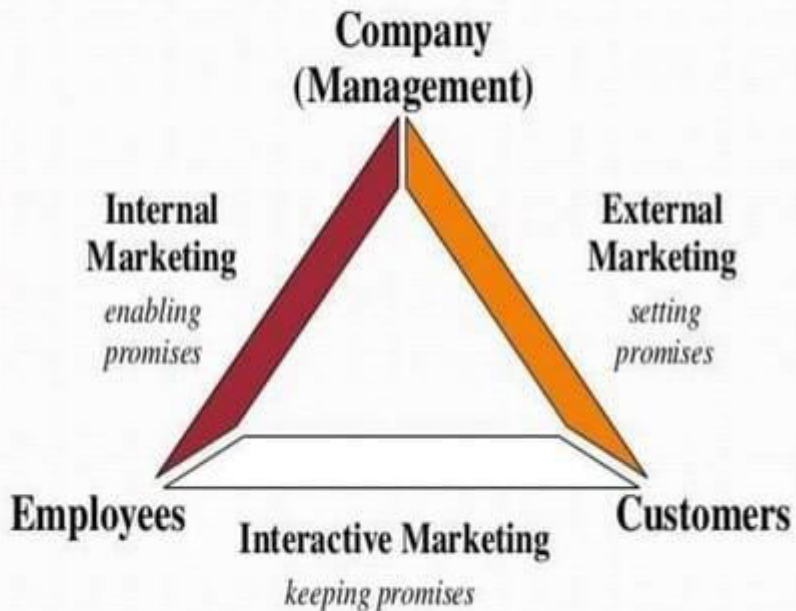 Company
(Management)
Internal
Marketing
enabling
promises
External
Marketing
setting
promises
Employees
Customers
Interactive Marketing
keeping promises